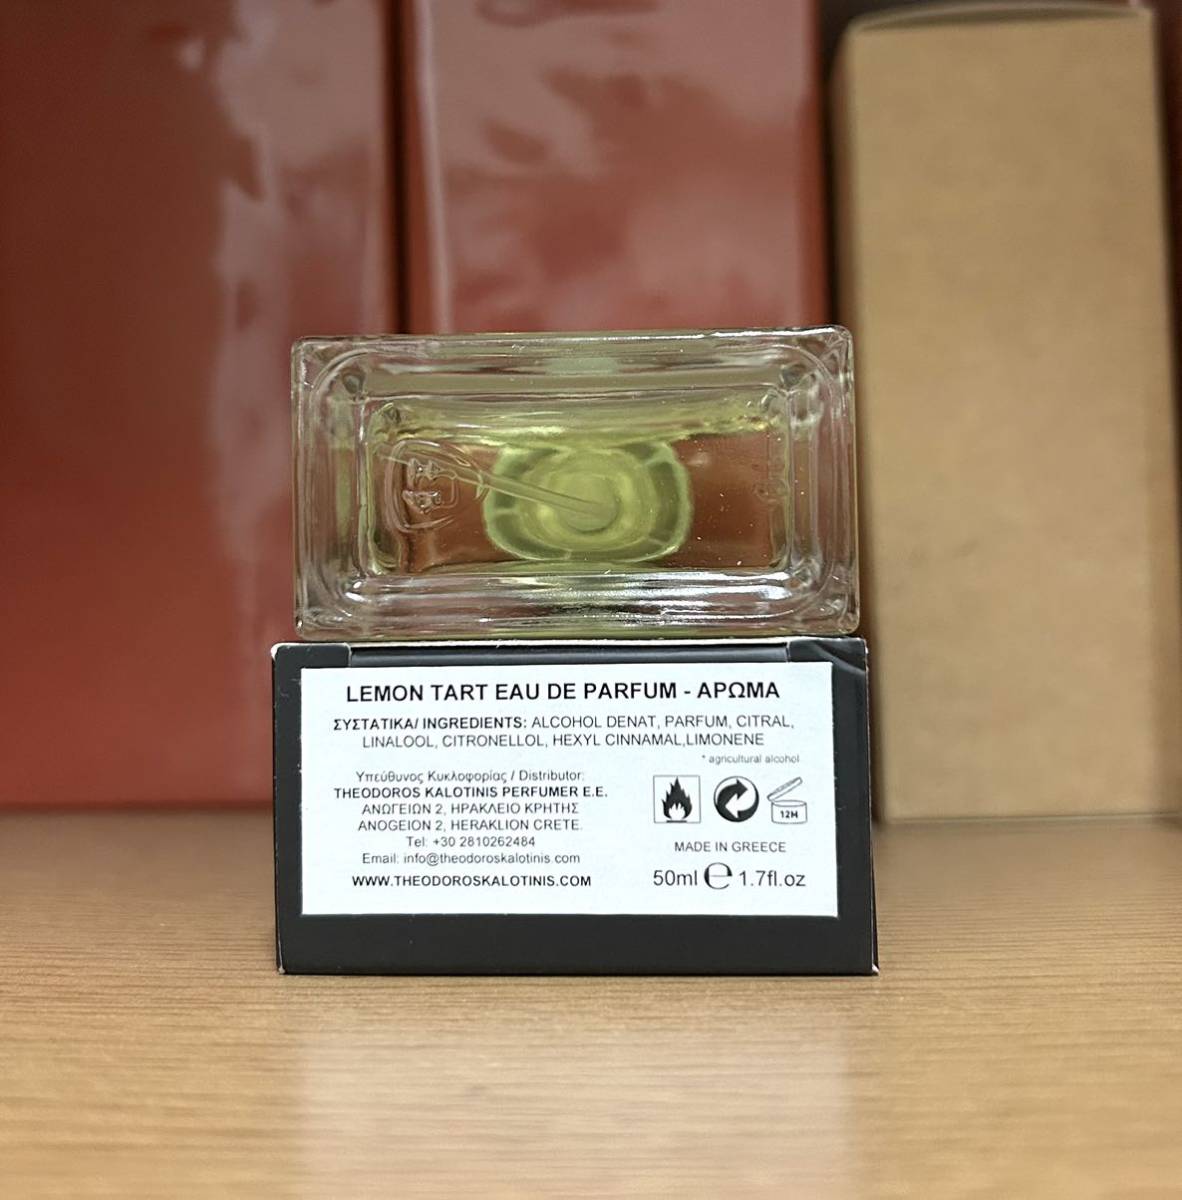 LEMON TART EAU DE PARFUM - ΑΡΩΜΑ
ΣΥΣΤΑΤΙΚΑ/ INGREDIENTS: ALCOHOL DENAT, PARFUM, CITRAL,
LINALOOL, CITRONELLOL, HEXYL CINNAMAL,LIMONENE
* agricultural alcohol
Υπεύθυνος Κυκλοφορίας / Distributor:
THEODOROS KALOTINIS PERFUMER E.E.
ΑΝΩΓΕΙΩΝ 2, ΗΡΑΚΛΕΙΟ ΚΡΗΤΗΣ
ANOGEION 2, HERAKLION CRETE.
Tel: +30 2810262484
Email: info@theodoroskalotinis.com
WWW.THEODOROSKALOTINIS.COM
12M
MADE IN GREECE
50ml ℮ 1.7fl.oz